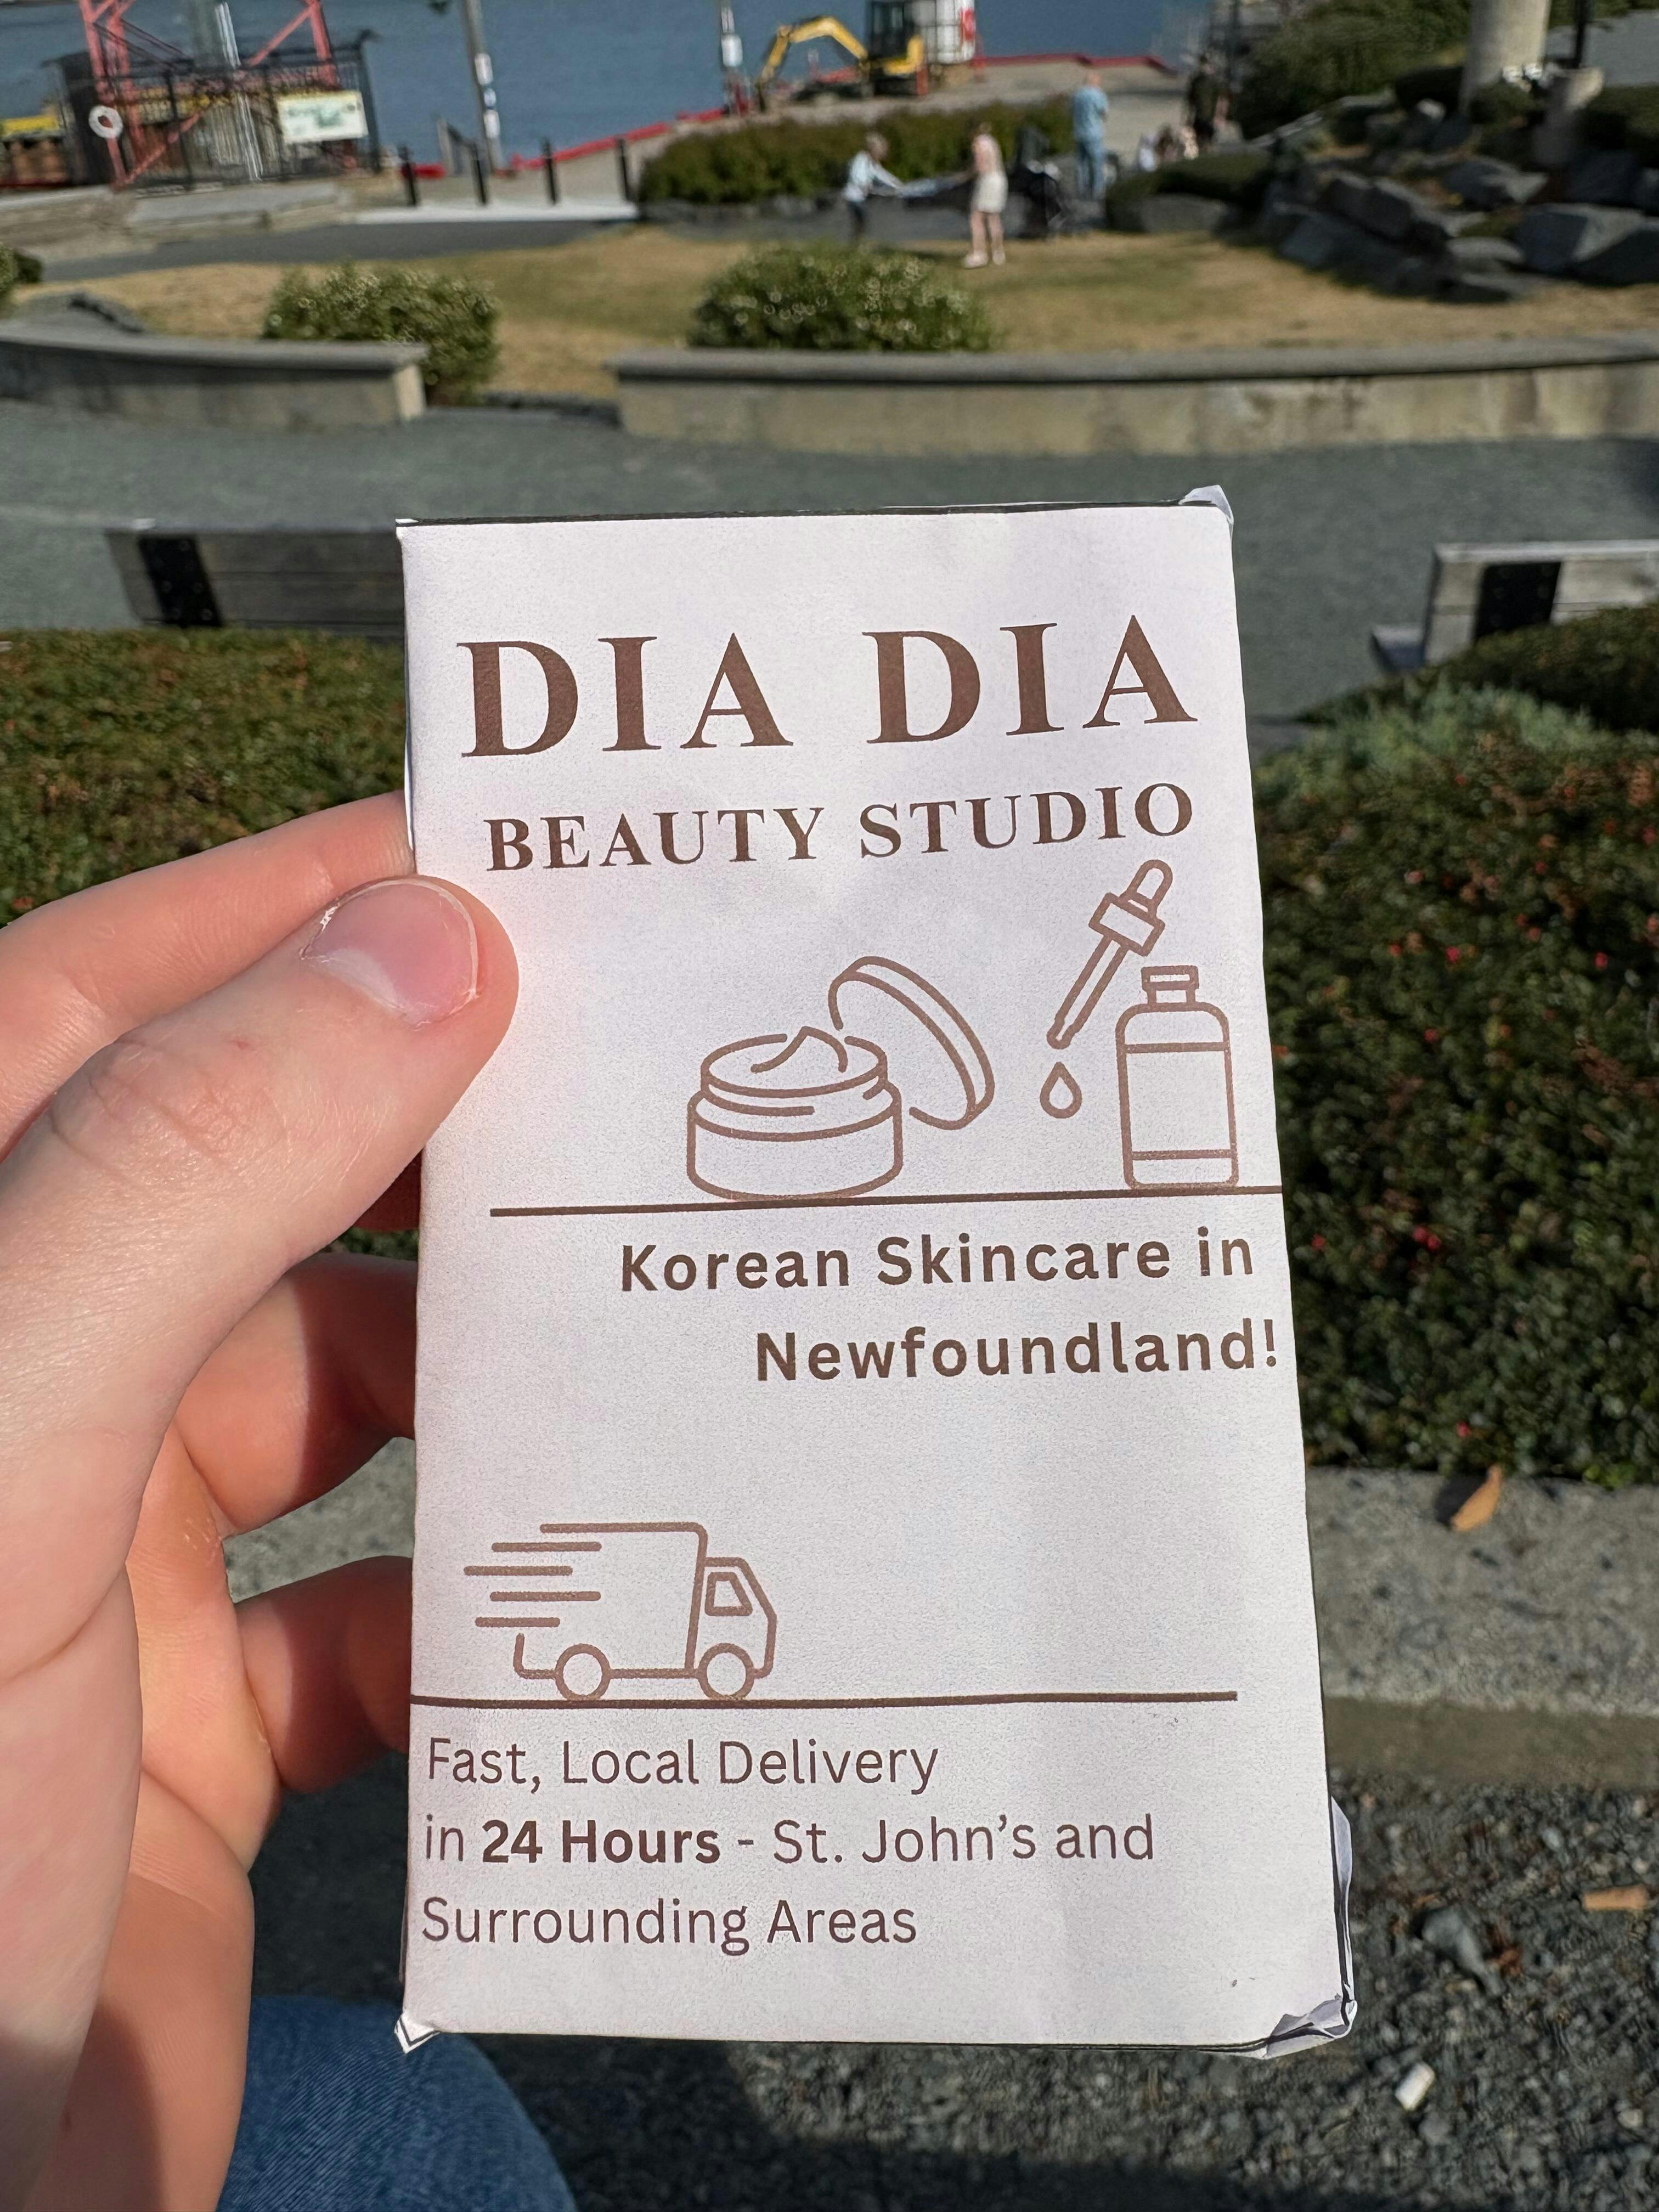 DIA DIA
BEAUTY STUDIO
Korean Skincare in
Newfoundland!
Fast, Local Delivery
in 24 Hours - St. John's and
Surrounding Areas